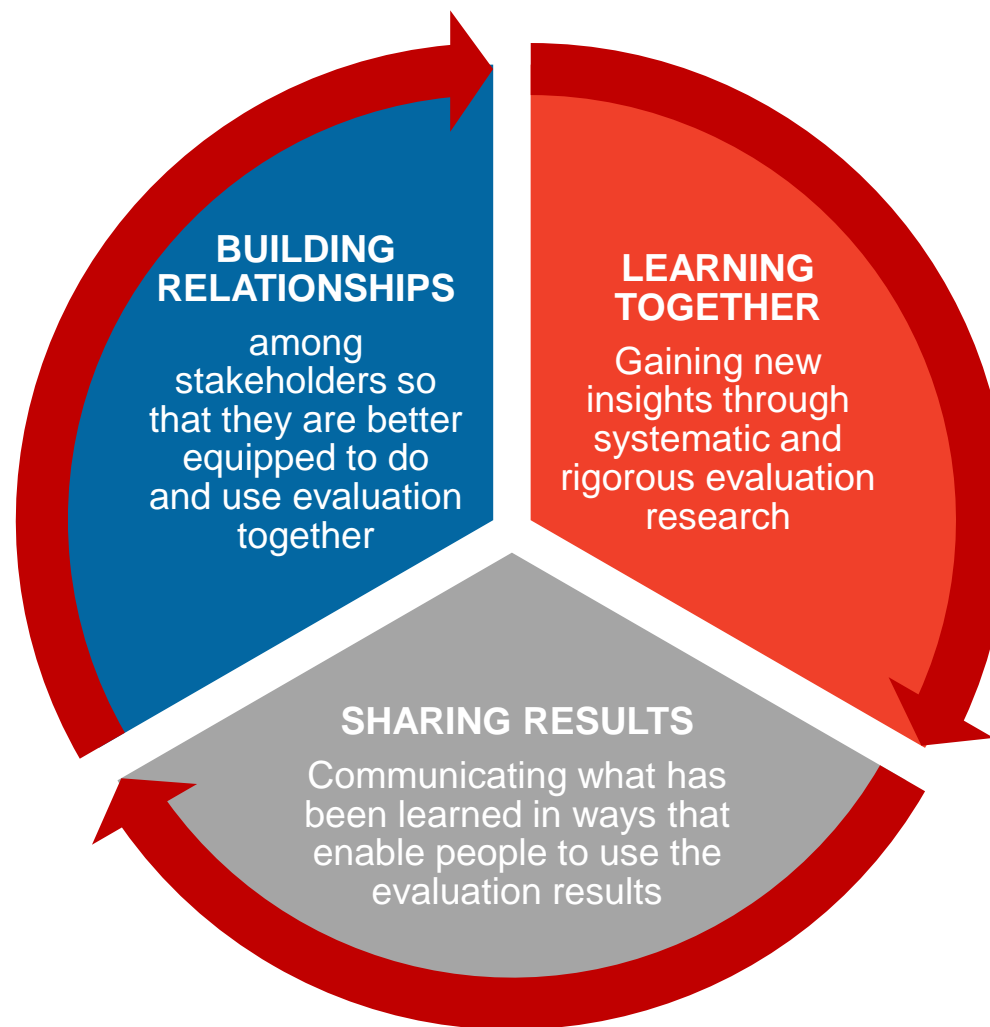 BUILDING
RELATIONSHIPS
among
stakeholders so
that they are better
equipped to do
and use evaluation
together
LEARNING
TOGETHER
Gaining new
insights through
systematic and
rigorous evaluation
research
SHARING RESULTS
Communicating what has
been learned in ways that
enable people to use the
evaluation results